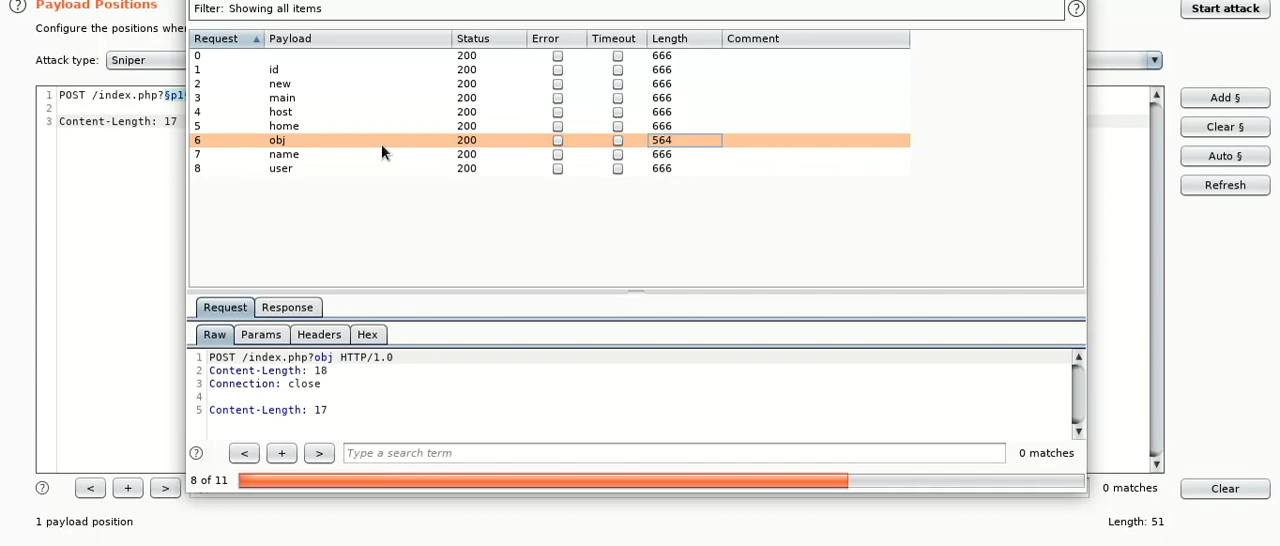 Payload Positions
Filter: Showing all items
Start attack
Configure the positions whe
Request Payload Status Error Timeout Length Comment
0 200 666
1 id 200 666
2 new 200 666
3 main 200 666
4 host 200 666
5 home 200 666
6 obj 200 564
7 name 200 666
8 user 200 666
Attack type: Sniper
1 POST /index.php?§p1
2
3 Content-Length: 17
Add §
Clear §
Auto §
Refresh
Request Response
Raw Params Headers Hex
1 POST /index.php?obj HTTP/1.0
2 Content-Length: 18
3 Connection: close
4
5 Content-Length: 17
< + > Type a search term 0 matches
8 of 11
< + > 0 matches Clear
1 payload position Length: 51